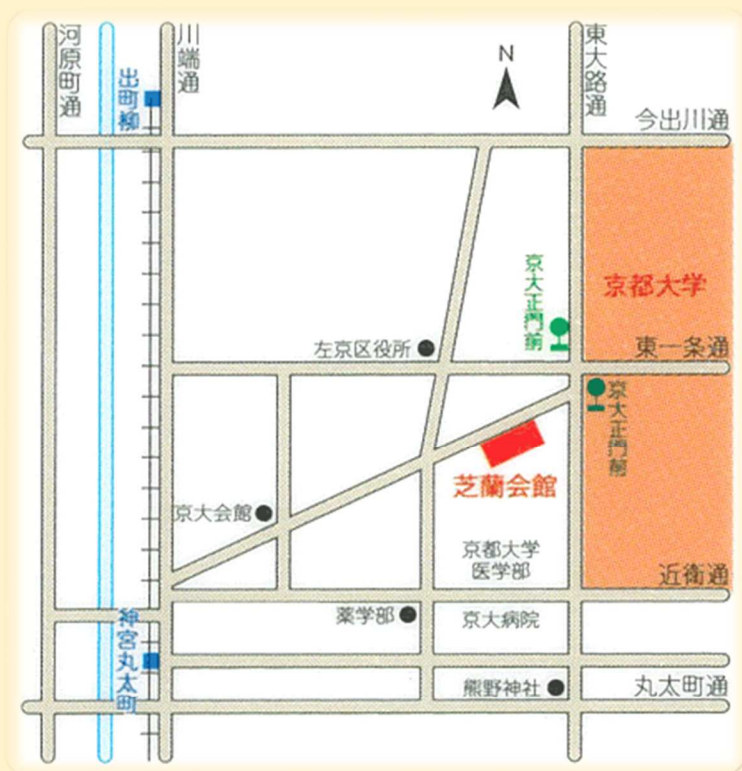 河原町通
川端通
東大路通
出町柳
N
今出川通
京都大学
京大正門前
左京区役所
東一条通
京大正門前
芝蘭会館
京大会館
京都大学
医学部
近衛通
薬学部
京大病院
神宮丸太町
熊野神社
丸太町通